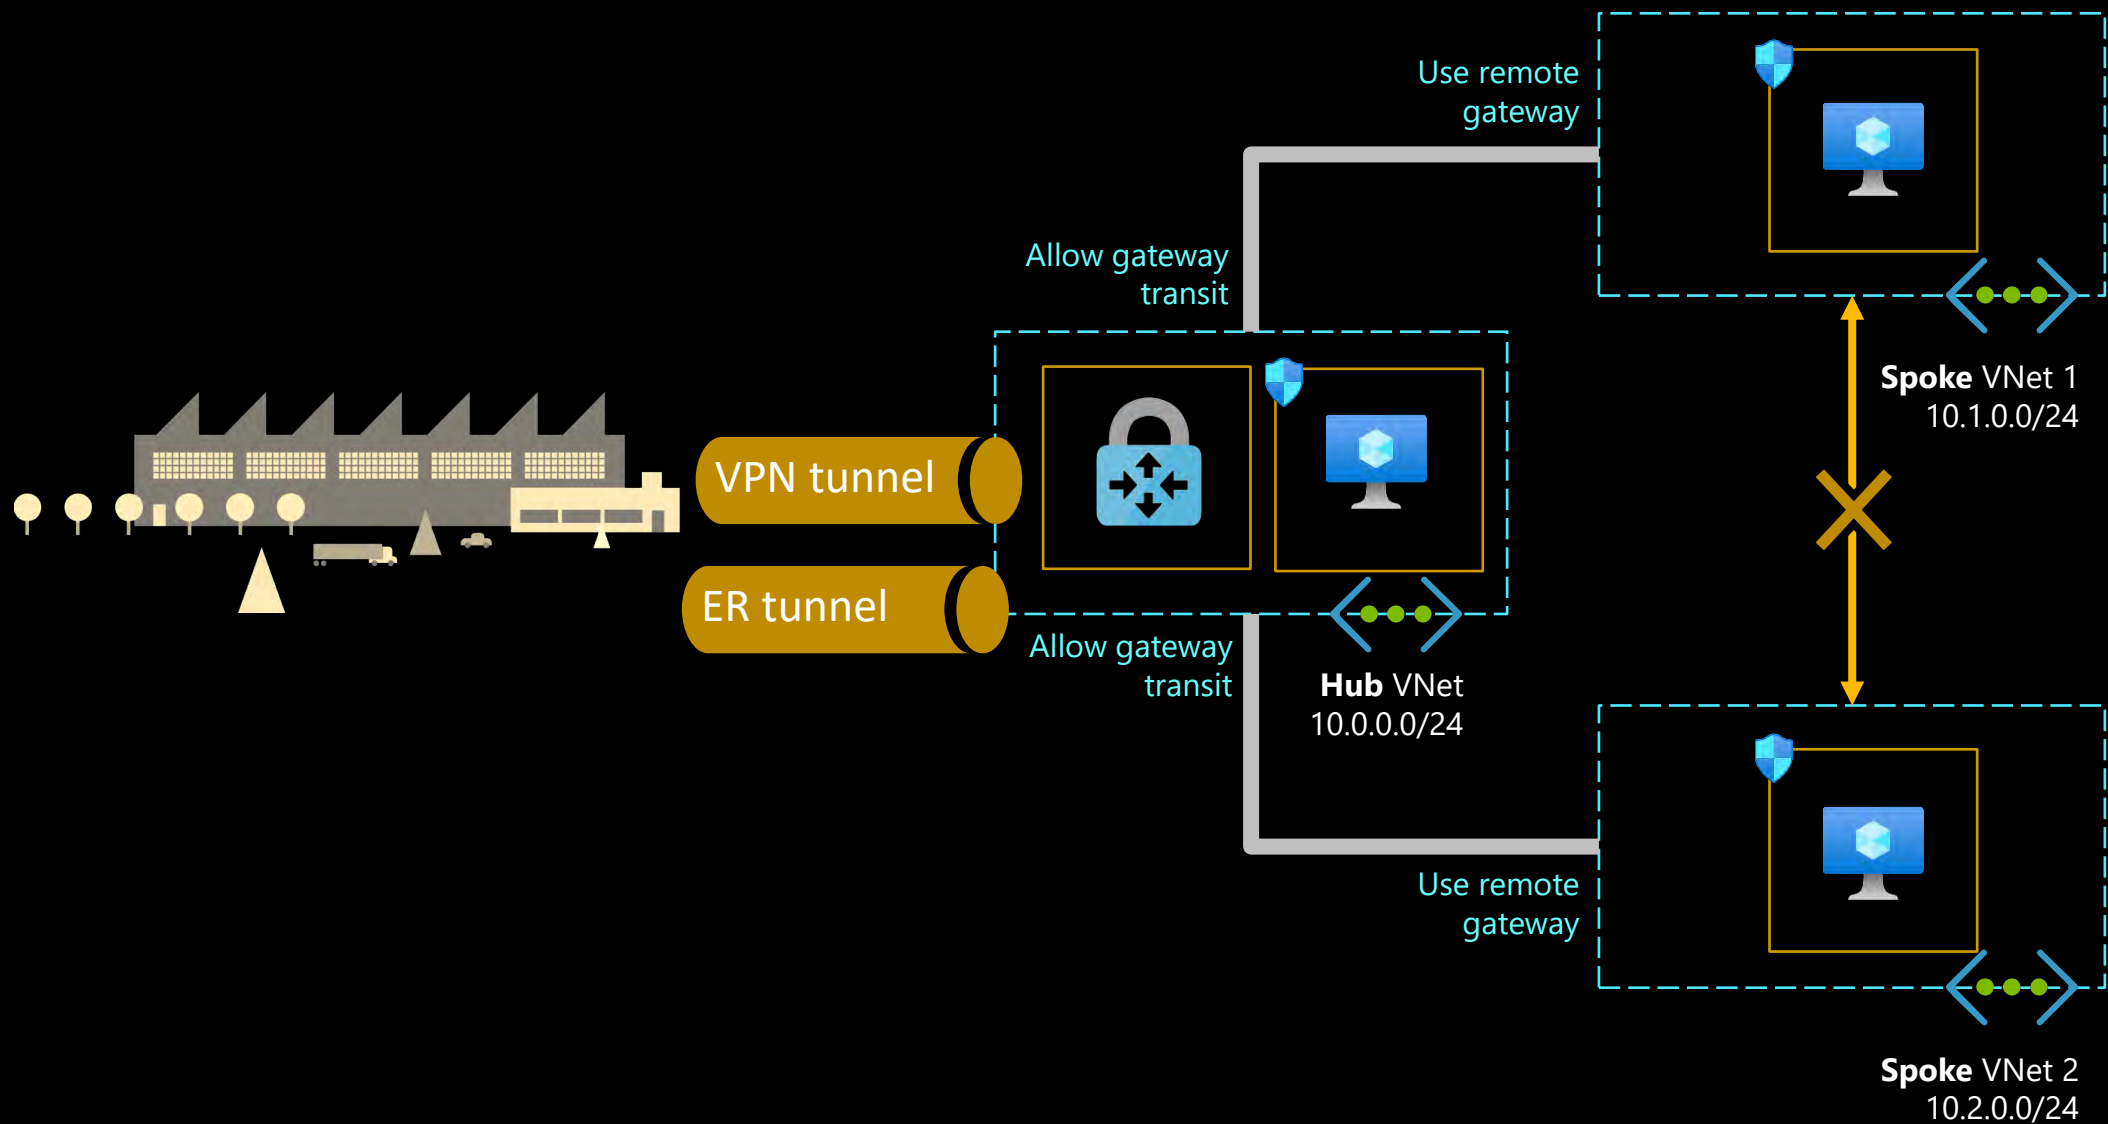 Use remote
gateway
Allow gateway
transit
Spoke VNet 1
10.1.0.0/24
VPN tunnel
ER tunnel
Allow gateway
transit
Hub VNet
10.0.0.0/24
Use remote
gateway
Spoke VNet 2
10.2.0.0/24